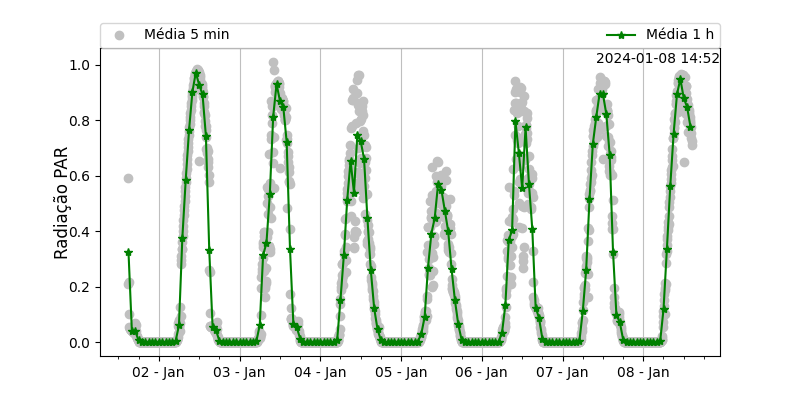 Média 5 min
Média 1 h
2024-01-08 14:52
Radiação PAR
1.0
0.8
0.6
0.4
0.2
0.0
02 - Jan
03 - Jan
04 - Jan
05 - Jan
06 - Jan
07 - Jan
08 - Jan